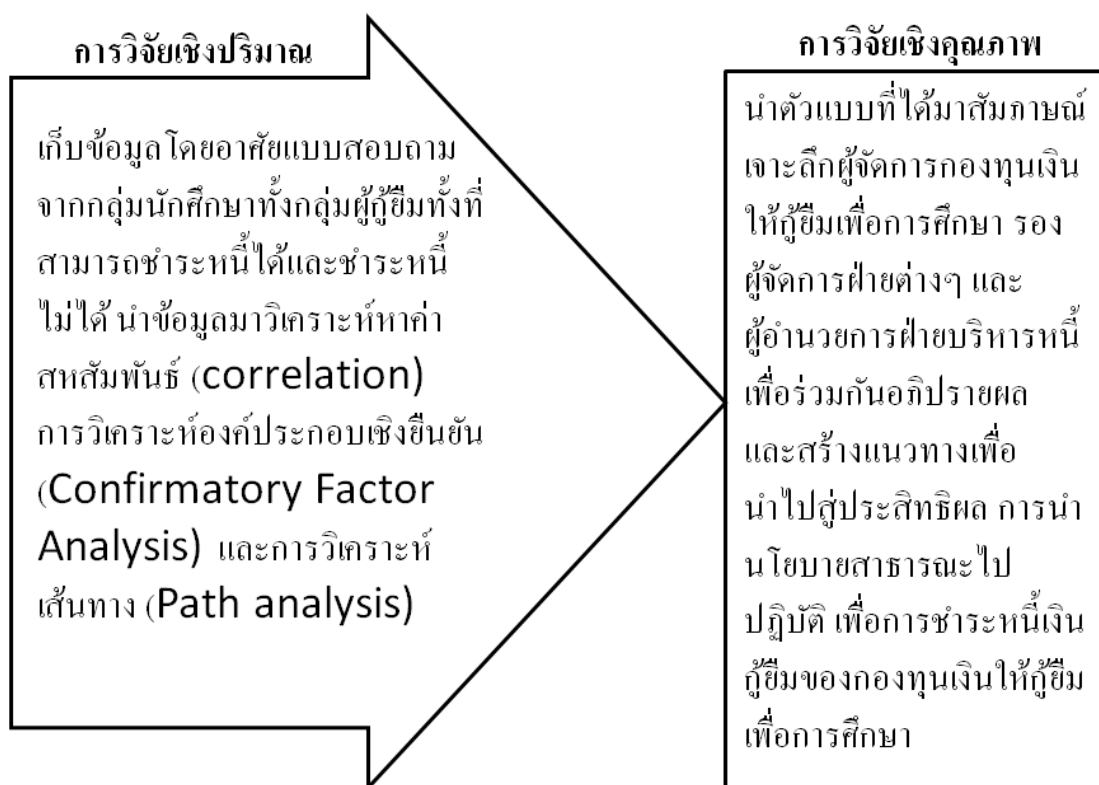 การวิจัยเชิงปริมาณ
เก็บข้อมูลโดยอาศัยแบบสอบถาม
จากกลุ่มนักศึกษาทั้งกลุ่มผู้กู้ยืมทั้งที่
สามารถชำระหนี้ได้และชำระหนี้
ไม่ได้ นำข้อมูลมาวิเคราะห์หาค่า
สหสัมพันธ์ (correlation)
การวิเคราะห์องค์ประกอบเชิงยืนยัน
(Confirmatory Factor
Analysis) และการวิเคราะห์
เส้นทาง (Path analysis)
การวิจัยเชิงคุณภาพ
นำตัวแบบที่ได้มาสัมภาษณ์
เจาะลึกผู้จัดการกองทุนเงิน
ให้กู้ยืมเพื่อการศึกษา รอง
ผู้จัดการฝ่ายต่างๆ และ
ผู้อำนวยการฝ่ายบริหารหนี้
เพื่อร่วมกันอภิปรายผล
และสร้างแนวทางเพื่อ
นำไปสู่ประสิทธิผล การนำ
นโยบายสาธารณะไป
ปฏิบัติ เพื่อการชำระหนี้เงิน
กู้ยืมของกองทุนเงินให้กู้ยืม
เพื่อการศึกษา